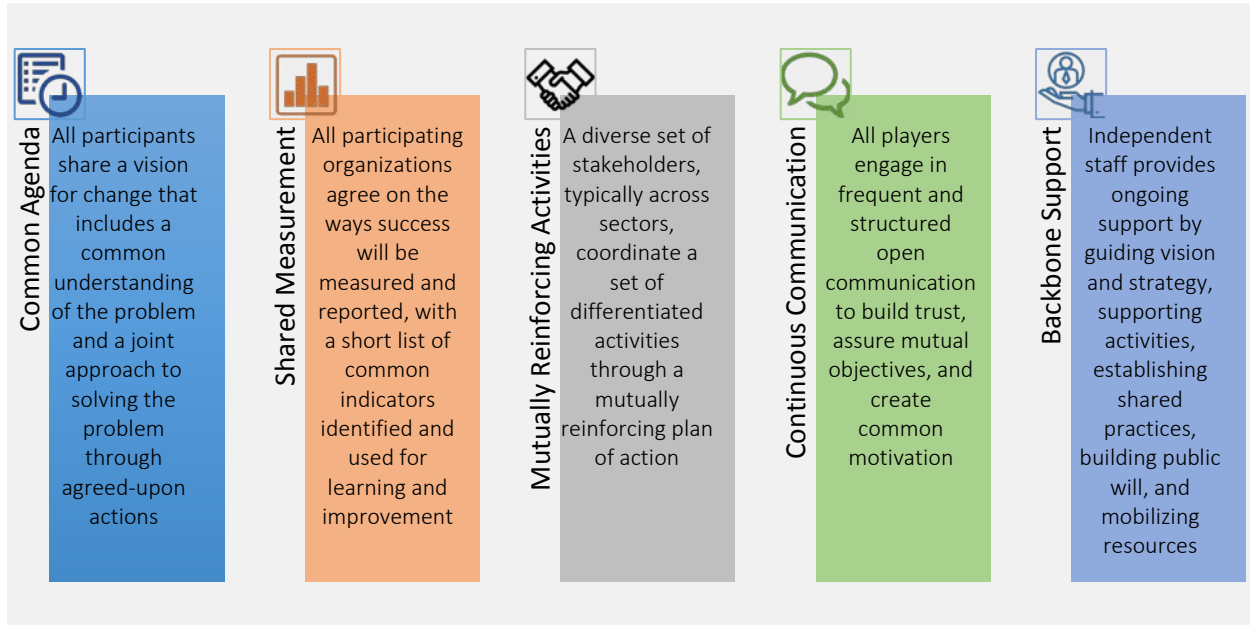 Common Agenda
All participants
share a vision
for change that
includes a
common
understanding
of the problem
and a joint
approach to
solving the
problem
through
agreed-upon
actions
Shared Measurement
All participating
organizations
agree on the
ways success
will be
measured and
reported, with
a short list of
common
indicators
identified and
used for
learning and
improvement
Mutually Reinforcing Activities
A diverse set of
stakeholders,
typically across
sectors,
coordinate a
set of
differentiated
activities
through a
mutually
reinforcing plan
of action
Continuous Communication
All players
engage in
frequent and
structured
open
communication
to build trust,
assure mutual
objectives, and
create
common
motivation
Backbone Support
Independent
staff provides
ongoing
support by
guiding vision
and strategy,
supporting
activities,
establishing
shared
practices,
building public
will, and
mobilizing
resources